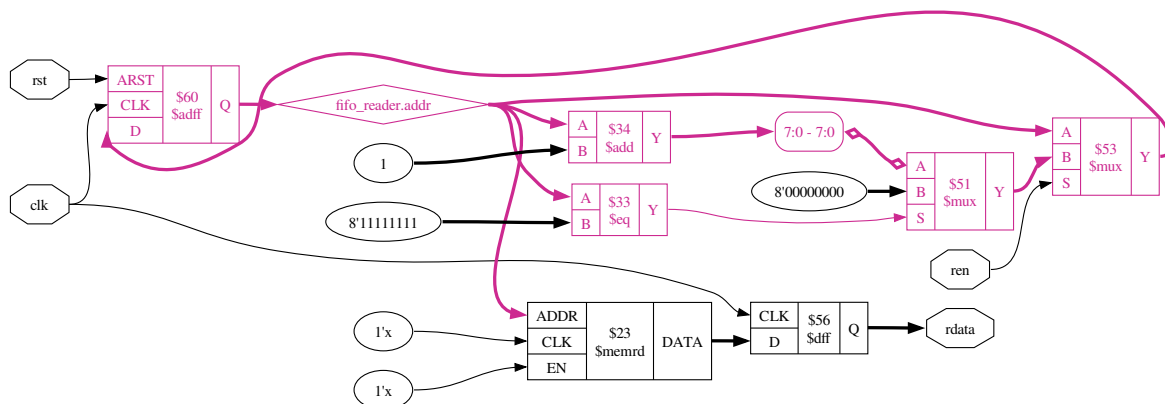 rst
clk
ARST
CLK
D
$60
$adff
Q
fifo_reader.addr
1
8'11111111
A
B
$34
$add
Y
A
B
$33
$eq
Y
7:0 - 7:0
8'00000000
A
B
S
$51
$mux
Y
ren
A
B
S
$53
$mux
Y
1'x
1'x
ADDR
CLK
EN
$23
$memrd
DATA
CLK
D
$56
$dff
Q
rdata